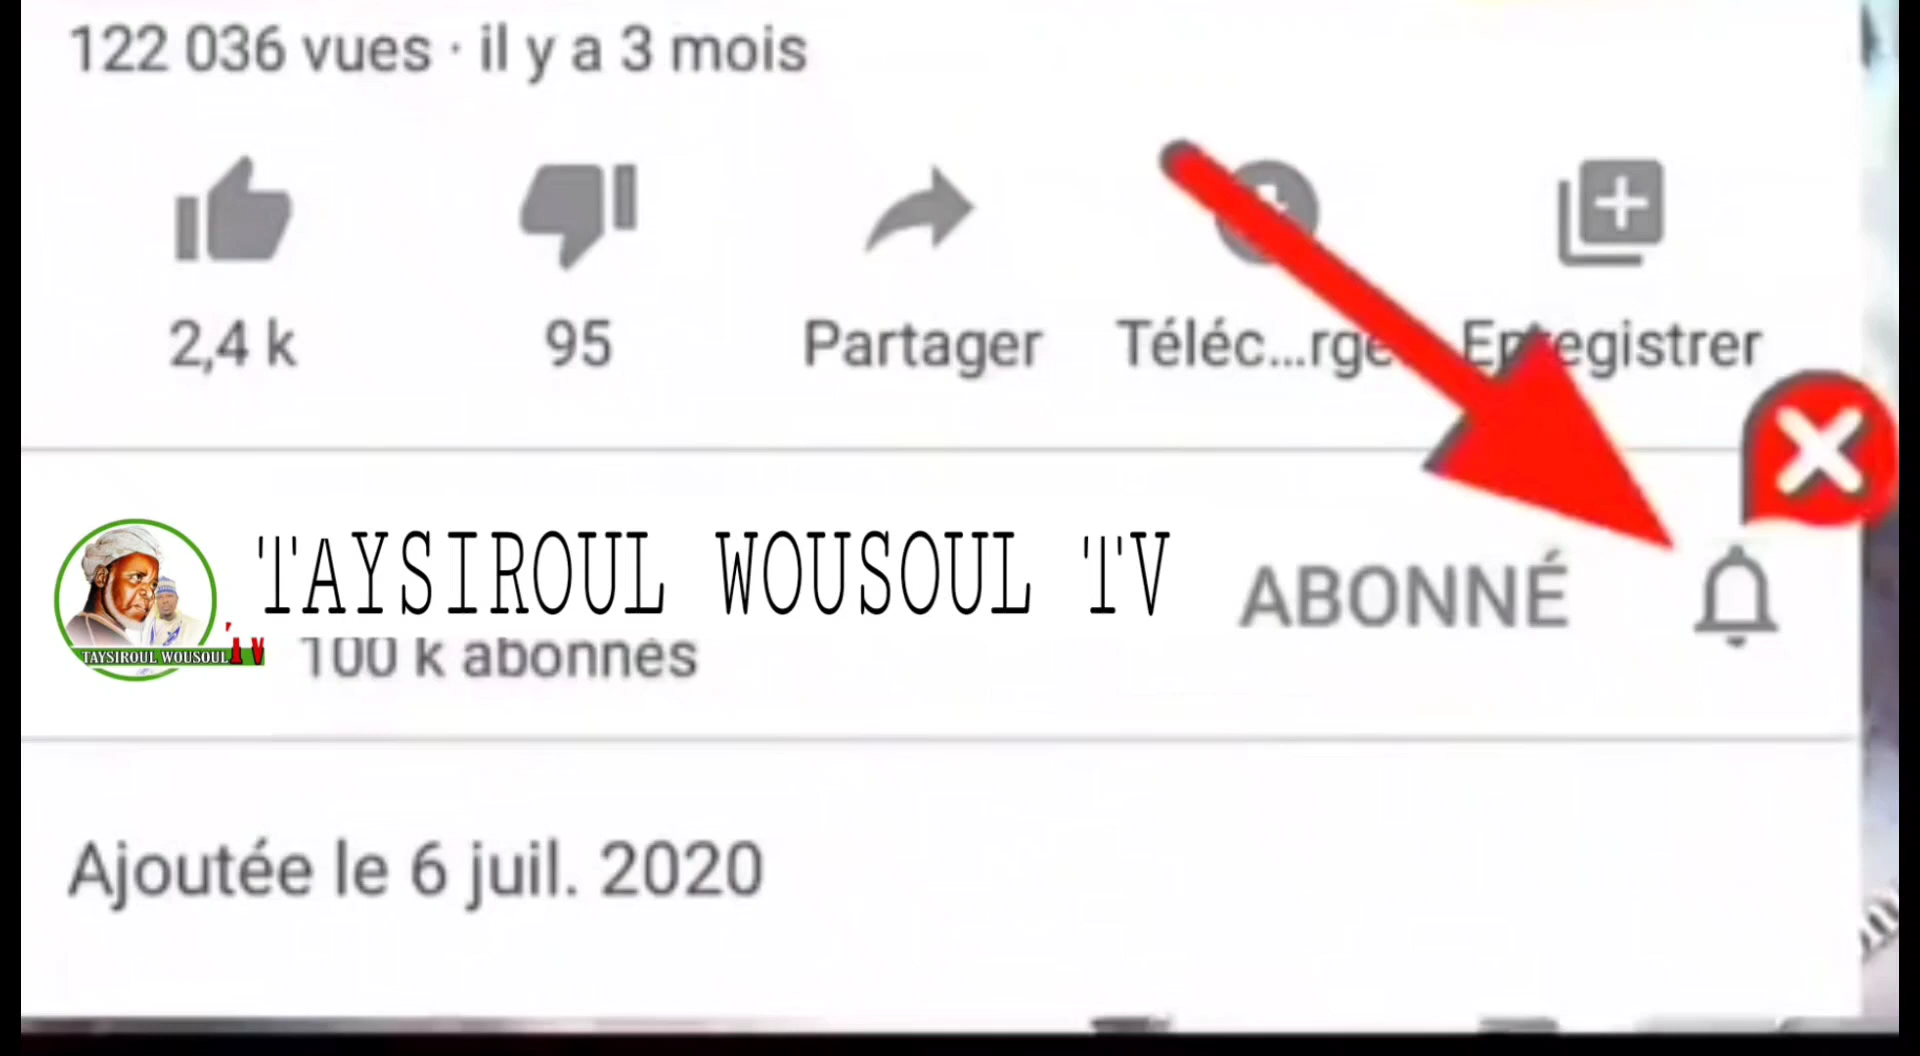 122 036 vues · il y a 3 mois
2,4 k
95
Partager
Téléc...rge
Enregistrer
TAYSIROUL WOUSOUL TV
ABONNÉ
TAYSIROUL WOUSOUL TV
100 k abonnés
Ajoutée le 6 juil. 2020